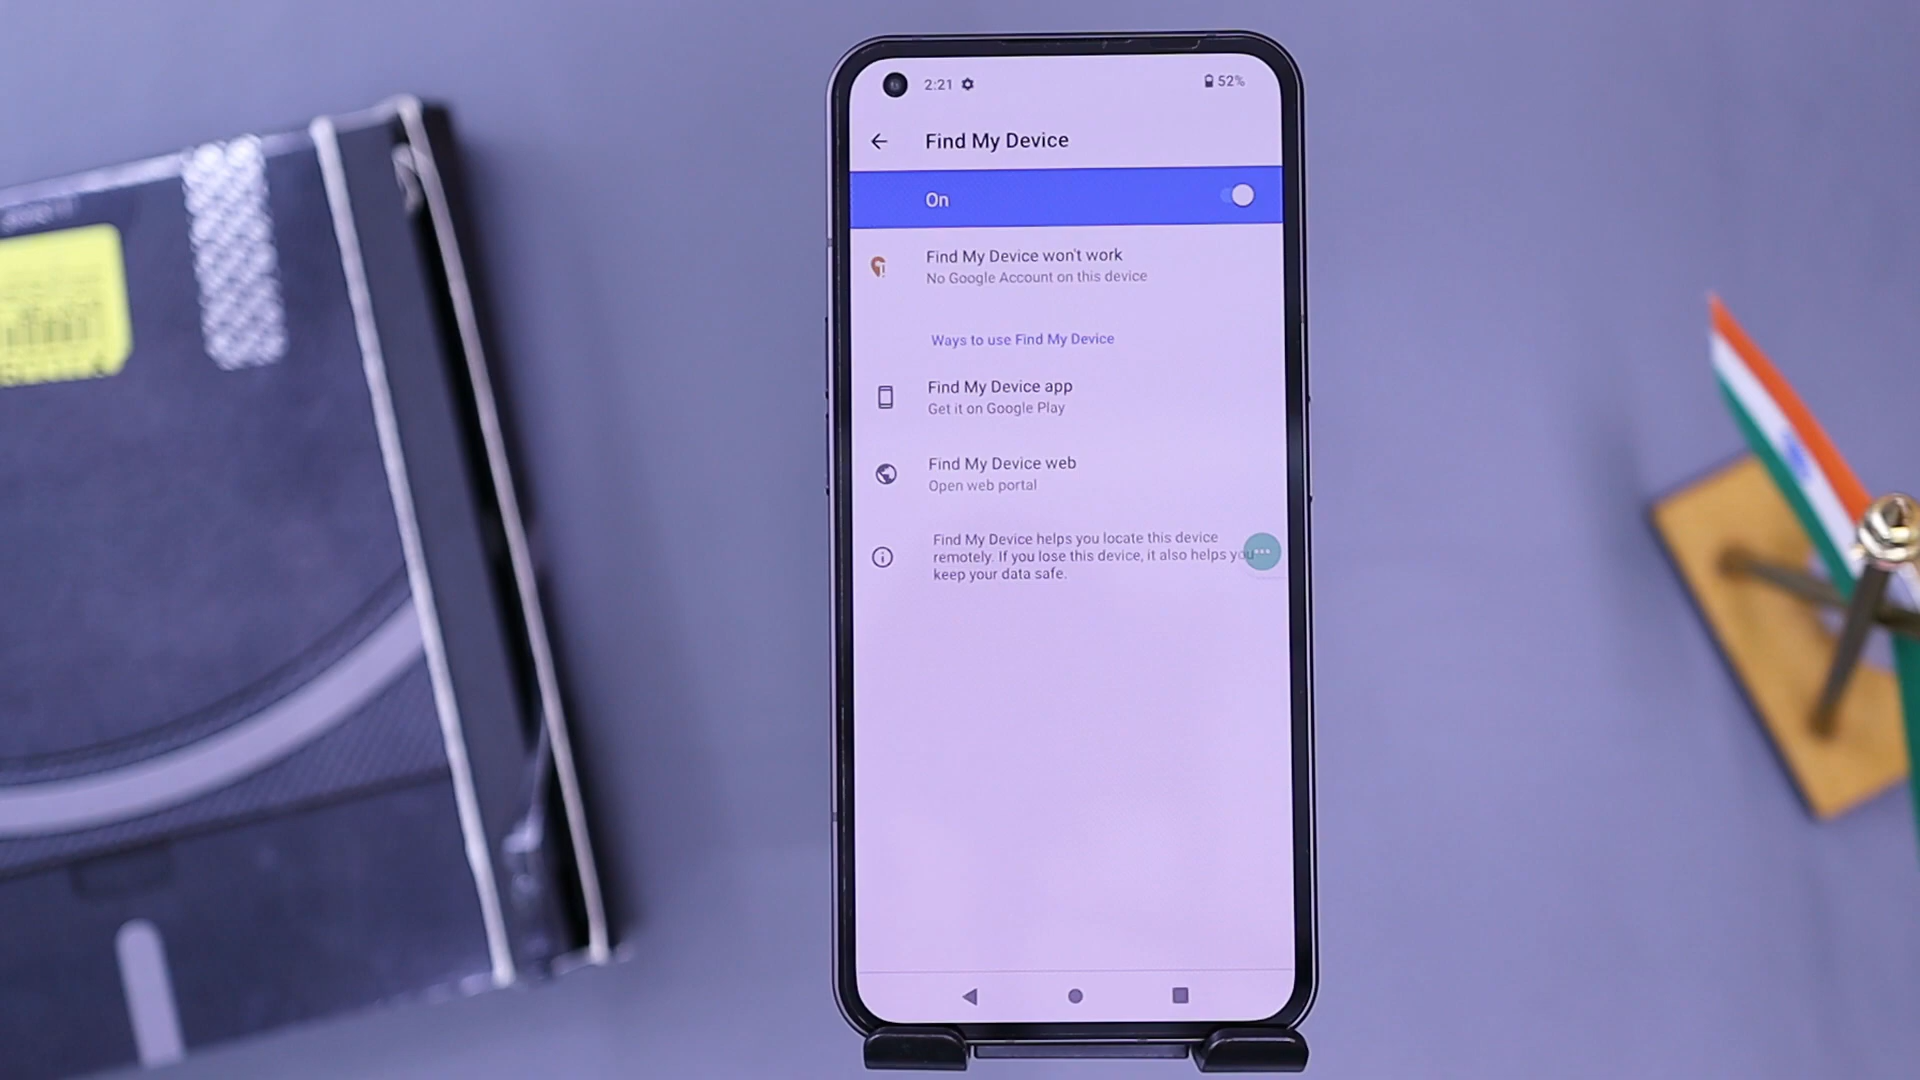 2:21
52%
Find My Device
On
Find My Device won't work
No Google Account on this device
Ways to use Find My Device
Find My Device app
Get it on Google Play
Find My Device web
Open web portal
Find My Device helps you locate this device
remotely. If you lose this device, it also helps you
keep your data safe.